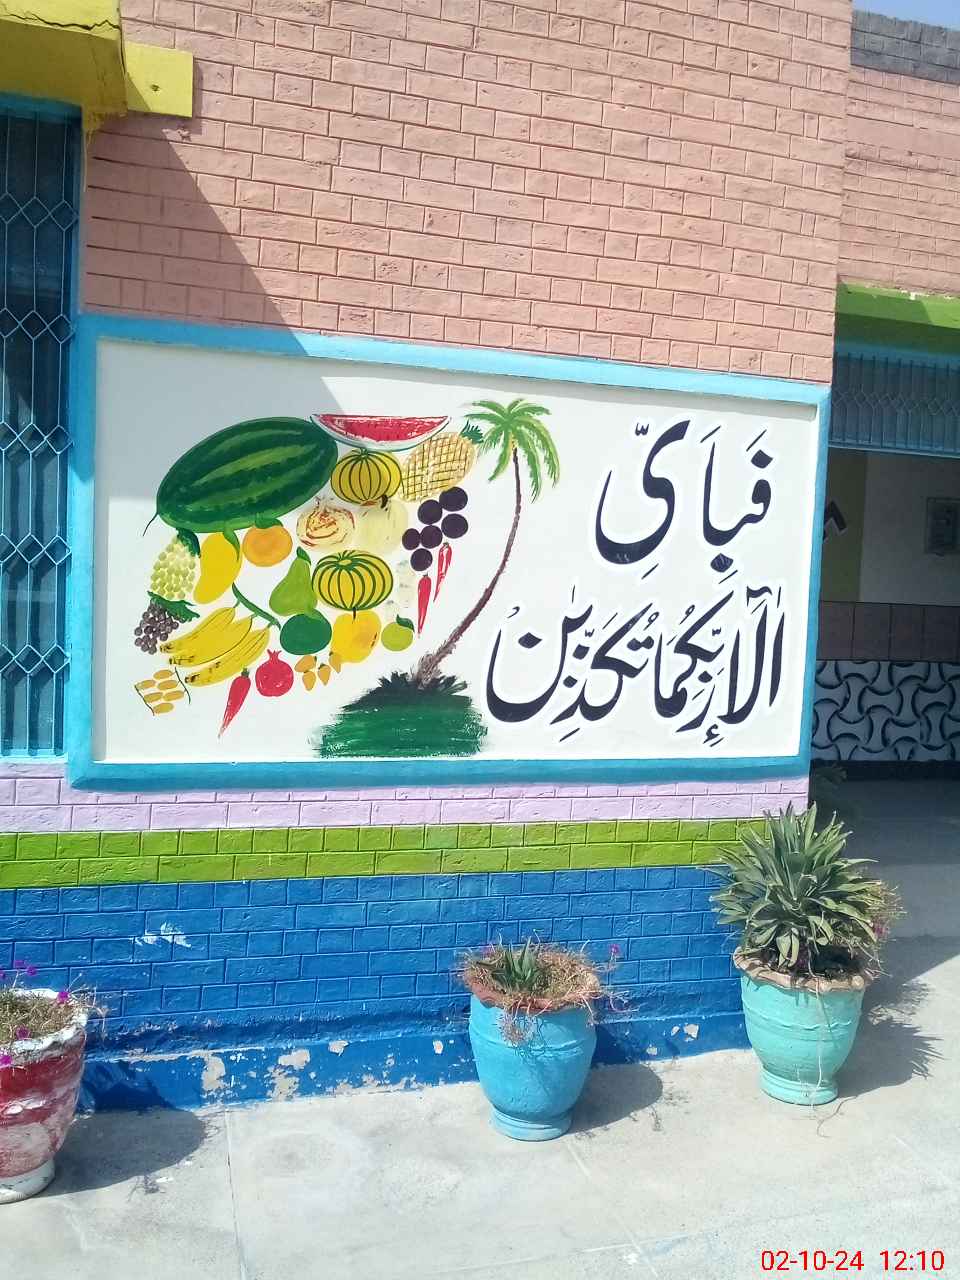 فَبِاَیِّ
اٰلَآءِ رَبِّکُمَا تُکَذِّبٰنِ
02-10-24 12:10